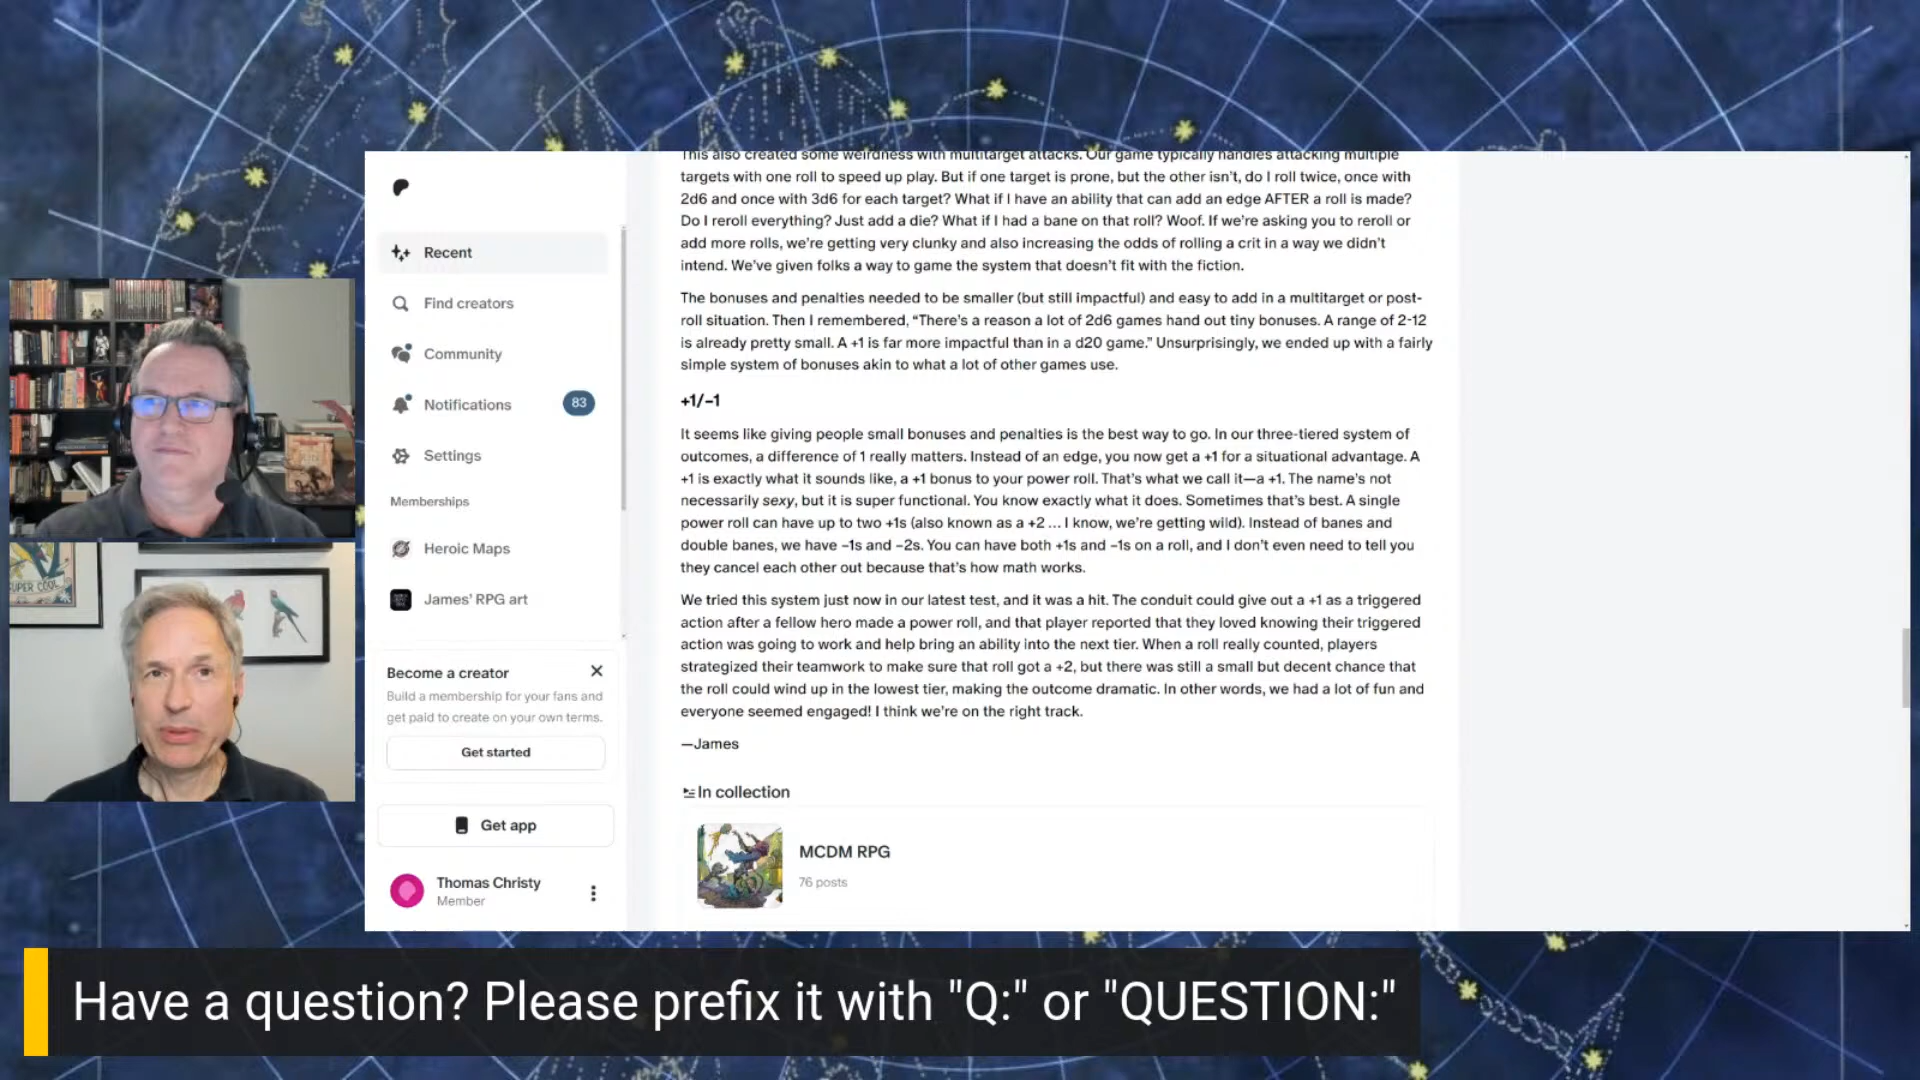 This also created some weirdness with multitarget attacks. Our game typically handles attacking multiple
targets with one roll to speed up play. But if one target is prone, but the other isn't, do I roll twice, once with
2d6 and once with 3d6 for each target? What if I have an ability that can add an edge AFTER a roll is made?
Do I reroll everything? Just add a die? What if I had a bane on that roll? Woof. If we're asking you to reroll or
add more rolls, we're getting very clunky and also increasing the odds of rolling a crit in a way we didn't
intend. We've given folks a way to game the system that doesn't fit with the fiction.
The bonuses and penalties needed to be smaller (but still impactful) and easy to add in a multitarget or post-
roll situation. Then I remembered, “There's a reason a lot of 2d6 games hand out tiny bonuses. A range of 2-12
is already pretty small. A +1 is far more impactful than in a d20 game.” Unsurprisingly, we ended up with a fairly
simple system of bonuses akin to what a lot of other games use.
+1/–1
It seems like giving people small bonuses and penalties is the best way to go. In our three-tiered system of
outcomes, a difference of 1 really matters. Instead of an edge, you now get a +1 for a situational advantage. A
+1 is exactly what it sounds like, a +1 bonus to your power roll. That's what we call it—a +1. The name's not
necessarily sexy, but it is super functional. You know exactly what it does. Sometimes that's best. A single
power roll can have up to two +1s (also known as a +2 … I know, we're getting wild). Instead of banes and
double banes, we have –1s and –2s. You can have both +1s and –1s on a roll, and I don't even need to tell you
they cancel each other out because that's how math works.
We tried this system just now in our latest test, and it was a hit. The conduit could give out a +1 as a triggered
action after a fellow hero made a power roll, and that player reported that they loved knowing their triggered
action was going to work and help bring an ability into the next tier. When a roll really counted, players
strategized their teamwork to make sure that roll got a +2, but there was still a small but decent chance that
the roll could wind up in the lowest tier, making the outcome dramatic. In other words, we had a lot of fun and
everyone seemed engaged! I think we're on the right track.
—James
In collection
MCDM RPG
76 posts
Recent
Find creators
Community
Notifications
83
Settings
Memberships
Heroic Maps
James' RPG art
Become a creator
Build a membership for your fans and
get paid to create on your own terms.
Get started
Get app
Thomas Christy
Member
SUPER COOL
Have a question? Please prefix it with "Q:" or "QUESTION:"